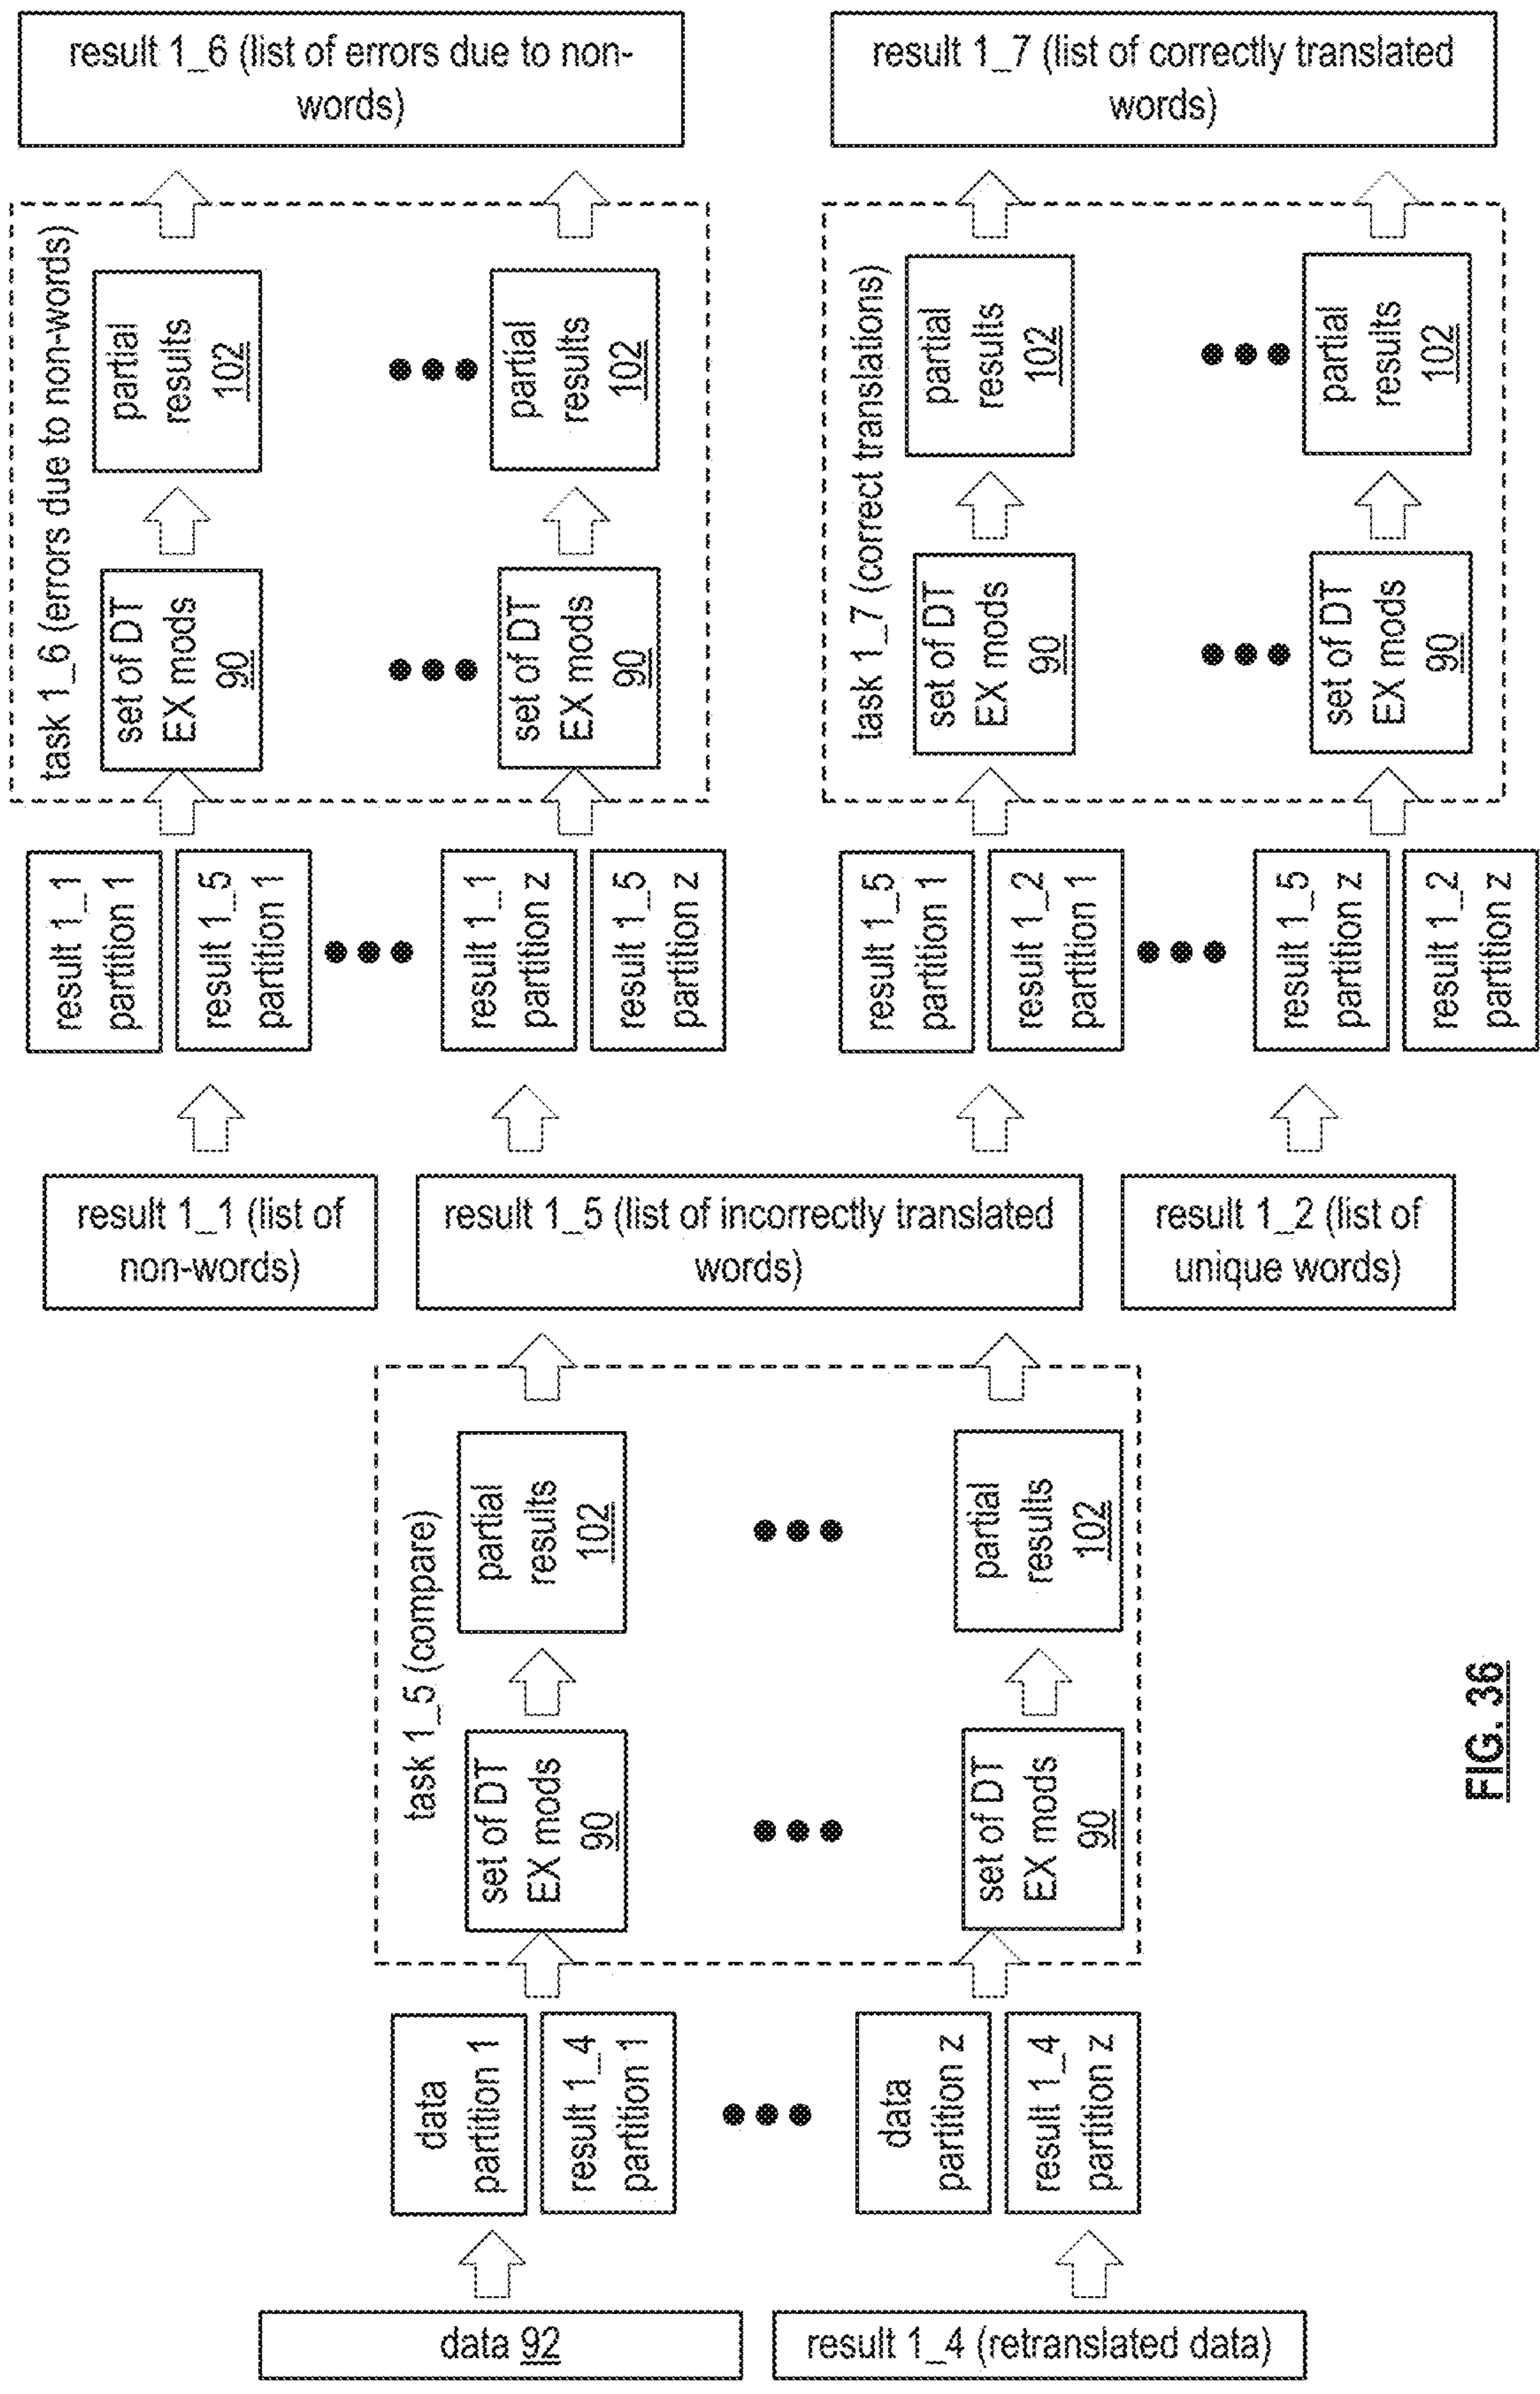 result 1_6 (list of errors due to non-
words)
result 1_7 (list of correctly translated
words)
task 1_6 (errors due to non-words)
partial
results
102
partial
results
102
set of DT
EX mods
90
set of DT
EX mods
90
task 1_7 (correct translations)
partial
results
102
partial
results
102
set of DT
EX mods
90
set of DT
EX mods
90
result 1_1
partition 1
result 1_5
partition 1
result 1_1
partition z
result 1_5
partition z
result 1_5
partition 1
result 1_2
partition 1
result 1_5
partition z
result 1_2
partition z
result 1_1 (list of
non-words)
result 1_5 (list of incorrectly translated
words)
result 1_2 (list of
unique words)
task 1_5 (compare)
partial
results
102
partial
results
102
set of DT
EX mods
90
set of DT
EX mods
90
data
partition 1
result 1_4
partition 1
data
partition z
result 1_4
partition z
data 92
result 1_4 (retranslated data)
FIG. 36